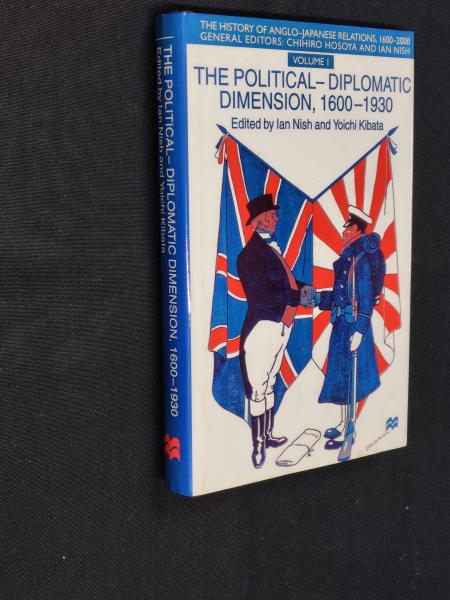 THE HISTORY OF ANGLO-JAPANESE RELATIONS, 1600-2000
GENERAL EDITORS: CHIHIRO HOSOYA AND IAN NISH
VOLUME I
THE POLITICAL–DIPLOMATIC
DIMENSION, 1600–1930
Edited by Ian Nish and Yoichi Kibata
THE POLITICAL– DIPLOMATIC DIMENSION, 1600–1930
Edited by Ian Nish and Yoichi Kibata